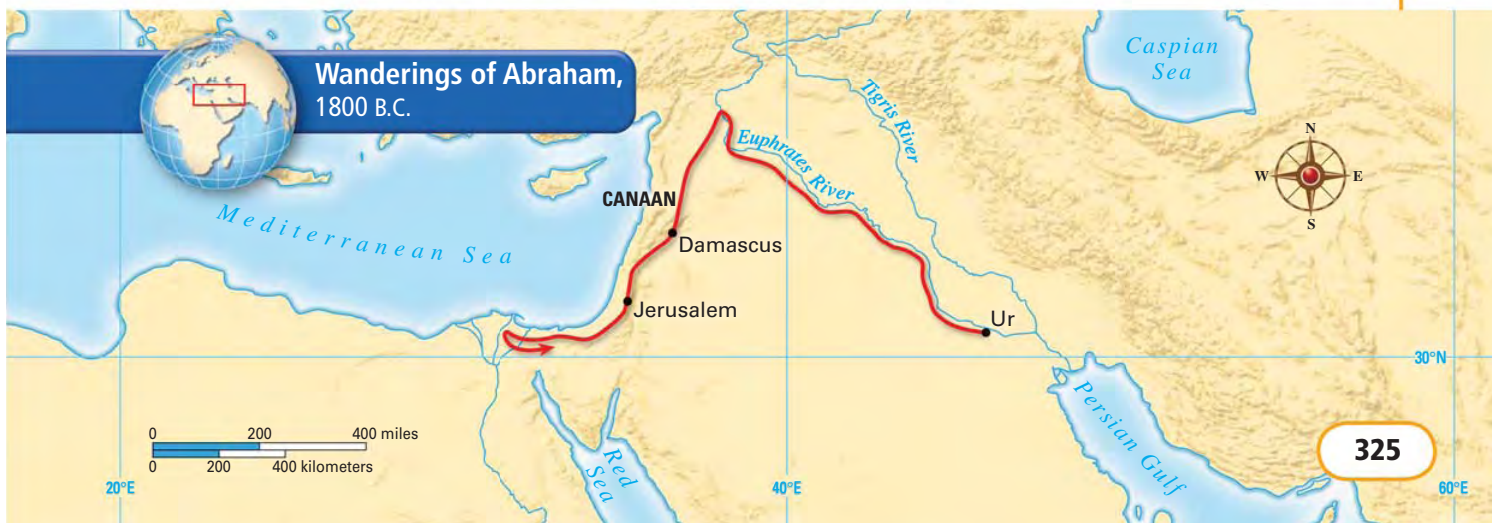 Wanderings of Abraham,
1800 B.C.
Caspian
Sea
Tigris River
Euphrates River
N
W
E
S
CANAAN
Mediterranean Sea
Damascus
Jerusalem
Ur
30°N
Persian Gulf
Red
Sea
0 200 400 miles
0 200 400 kilometers
325
20°E
40°E
60°E